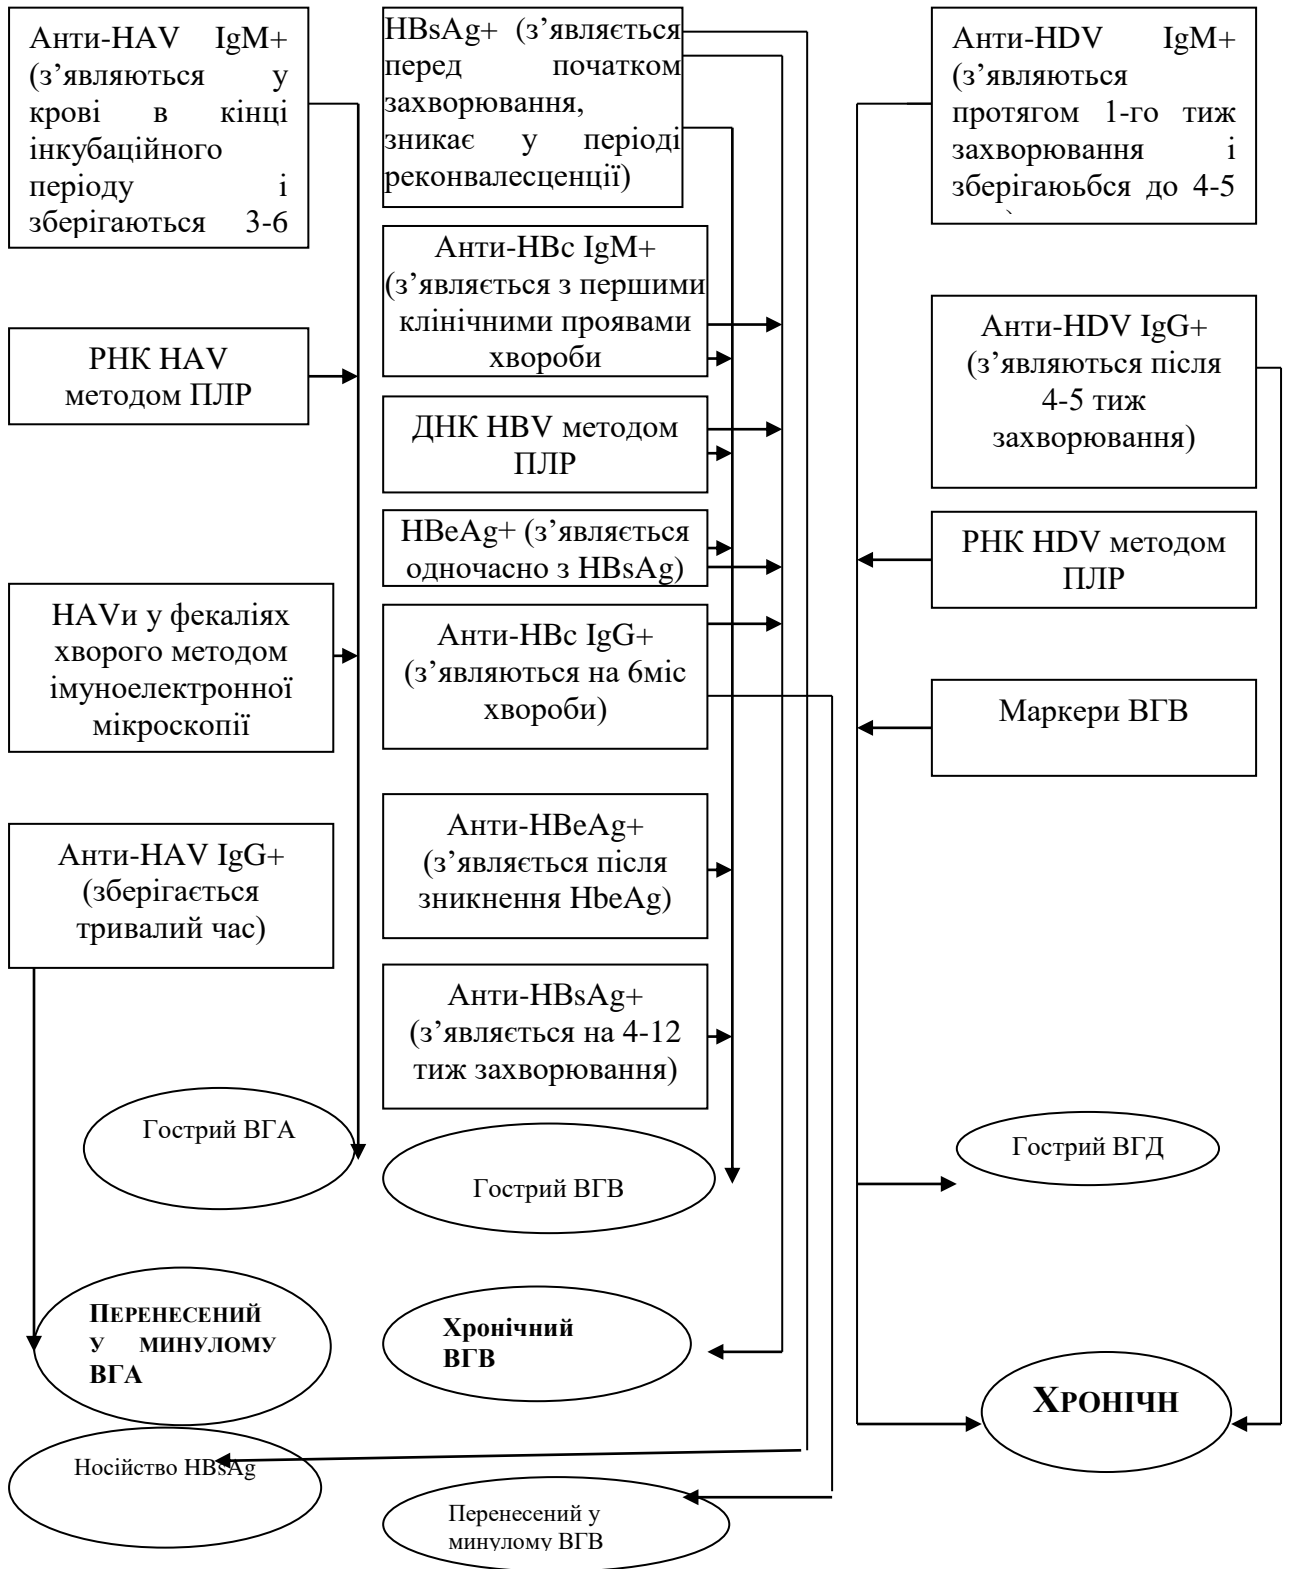 Анти-HAV IgM+
(з’являються у
крові в кінці
інкубаційного
періоду і
зберігаються 3-6
РНК HAV
методом ПЛР
HAVи у фекаліях
хворого методом
імуноелектронної
мікроскопії
Анти-HAV IgG+
(зберігається
тривалий час)
Гострий ВГА
Перенесений
у минулому
ВГА
Носійство HBsAg
HBsAg+ (з’являється
перед початком
захворювання,
зникає у періоді
реконвалесценції)
Анти-HBc IgM+
(з’являється з першими
клінічними проявами
хвороби
ДНК HBV методом
ПЛР
HBeAg+ (з’являється
одночасно з HBsAg)
Анти-HBc IgG+
(з’являються на 6міс
хвороби)
Анти-HBeAg+
(з’являється після
зникнення HbeAg)
Анти-HBsAg+
(з’являється на 4-12
тиж захворювання)
Гострий ВГВ
Хронічний
ВГВ
Перенесений у
минулому ВГВ
Анти-HDV IgM+
(з’являються
протягом 1-го тиж
захворювання і
зберігаюьбся до 4-5
Анти-HDV IgG+
(з’являються після
4-5 тиж
захворювання)
РНК HDV методом
ПЛР
Маркери ВГВ
Гострий ВГД
Хронічн